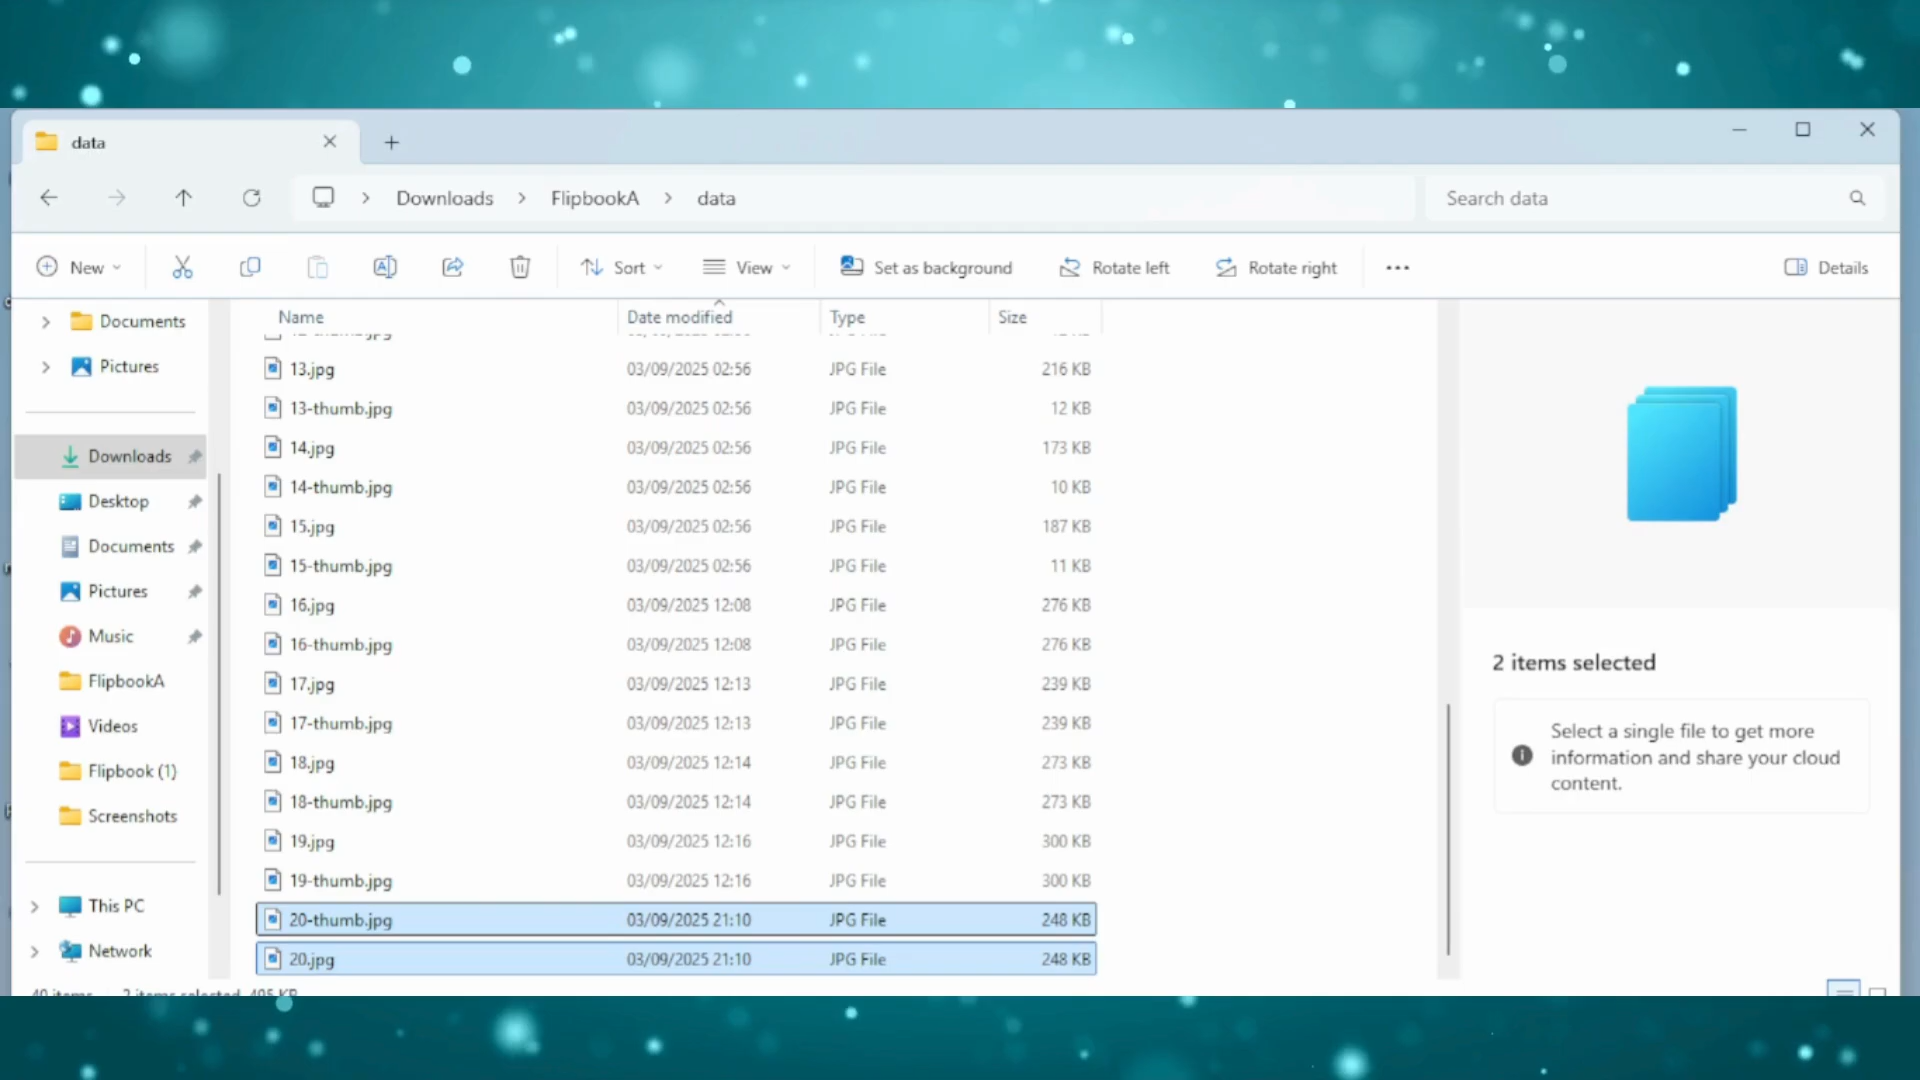 data
Downloads
FlipbookA
data
Search data
New
Sort
View
Set as background
Rotate left
Rotate right
Details
Documents
Pictures
Downloads
Desktop
Documents
Pictures
Music
FlipbookA
Videos
Flipbook (1)
Screenshots
This PC
Network
Name Date modified Type Size
13.jpg 03/09/2025 02:56 JPG File 216 KB
13-thumb.jpg 03/09/2025 02:56 JPG File 12 KB
14.jpg 03/09/2025 02:56 JPG File 173 KB
14-thumb.jpg 03/09/2025 02:56 JPG File 10 KB
15.jpg 03/09/2025 02:56 JPG File 187 KB
15-thumb.jpg 03/09/2025 02:56 JPG File 11 KB
16.jpg 03/09/2025 12:08 JPG File 276 KB
16-thumb.jpg 03/09/2025 12:08 JPG File 276 KB
17.jpg 03/09/2025 12:13 JPG File 239 KB
17-thumb.jpg 03/09/2025 12:13 JPG File 239 KB
18.jpg 03/09/2025 12:14 JPG File 273 KB
18-thumb.jpg 03/09/2025 12:14 JPG File 273 KB
19.jpg 03/09/2025 12:16 JPG File 300 KB
19-thumb.jpg 03/09/2025 12:16 JPG File 300 KB
20-thumb.jpg 03/09/2025 21:10 JPG File 248 KB
20.jpg 03/09/2025 21:10 JPG File 248 KB
2 items selected
Select a single file to get more
information and share your cloud
content.
items 2 items selected 495 KB